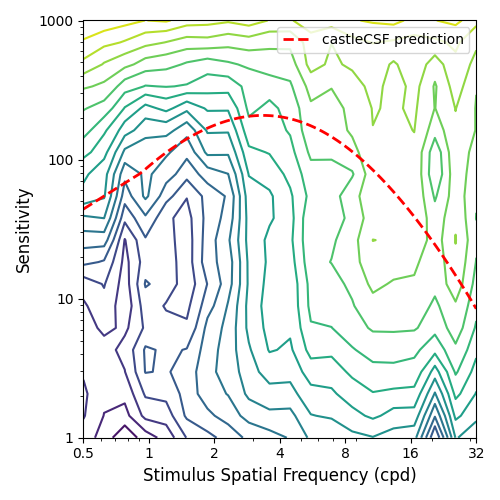 1000
castleCSF prediction
100
10
1
Sensitivity
0.5 1 2 4 8 16 32
Stimulus Spatial Frequency (cpd)